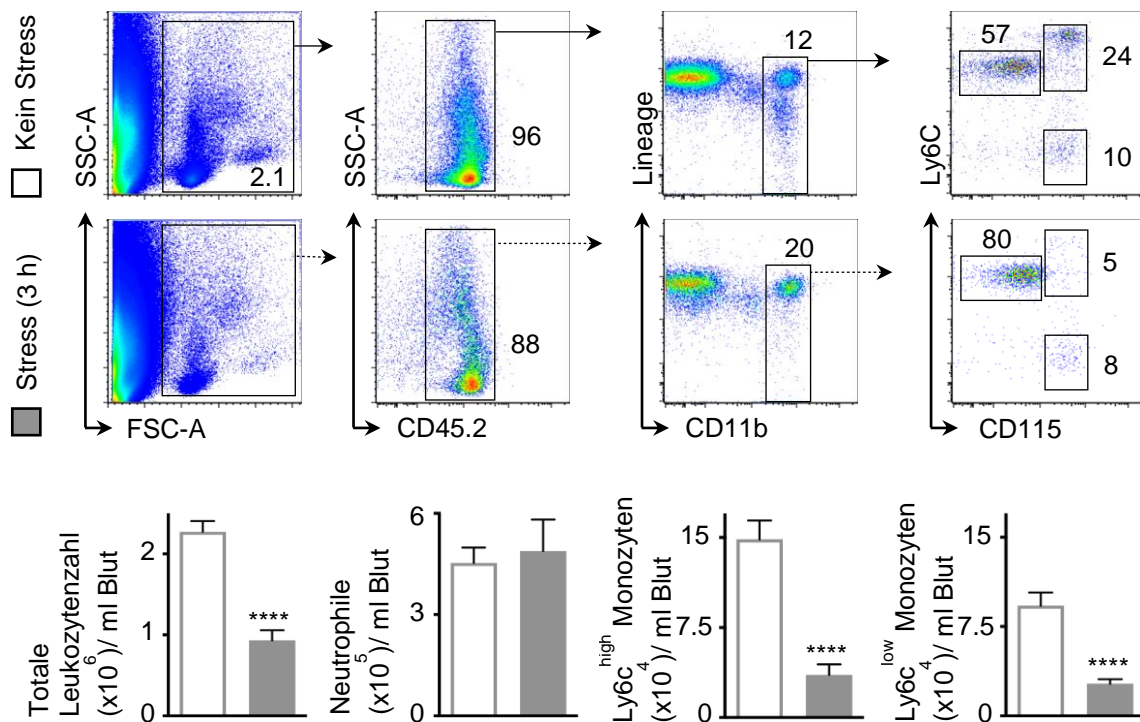 Kein Stress
SSC-A
2.1
SSC-A
96
Lineage
12
Ly6C
57
24
10
Stress (3 h)
FSC-A
88
CD45.2
20
CD11b
80
5
8
CD115
Totale
Leukozytenzahl
(x10^6)/ ml Blut
2
1
0
****
Neutrophile
(x10^5)/ ml Blut
6
3
0
Ly6c^high Monozyten
(x10^4)/ ml Blut
15
7.5
0
****
Ly6c^low Monozyten
(x10^4)/ ml Blut
15
7.5
0
****